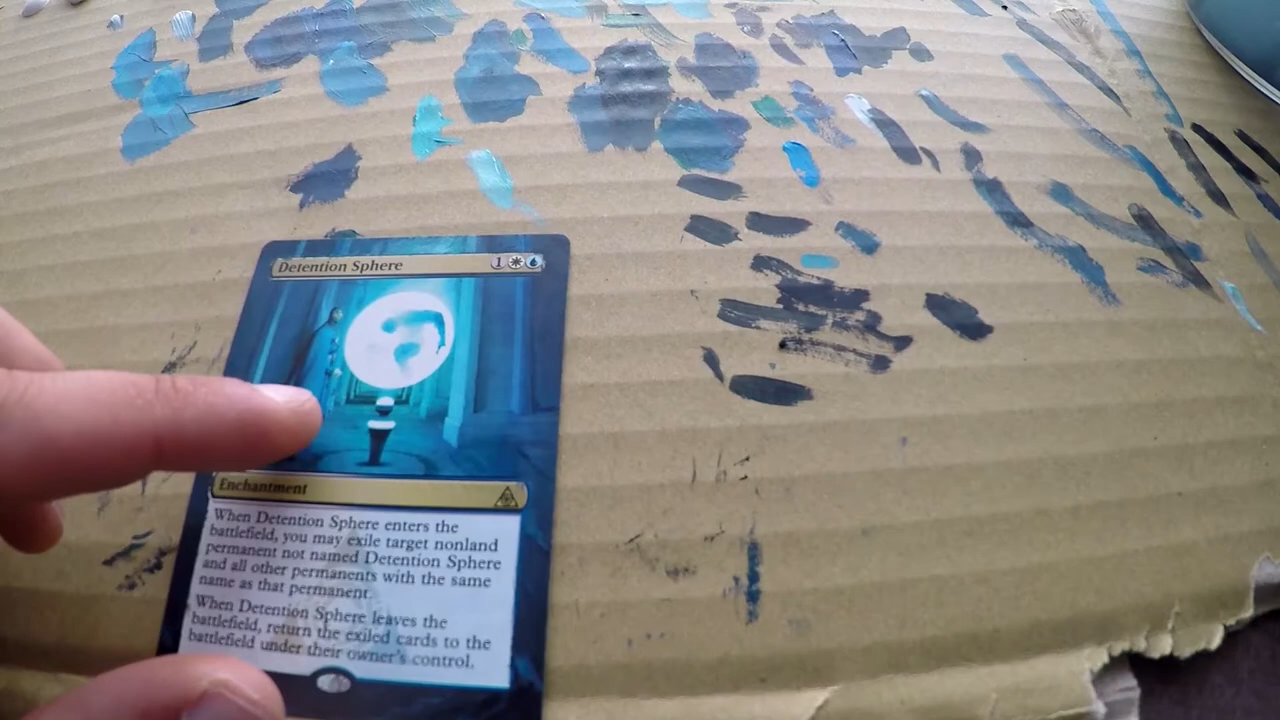 Detention Sphere 1
Enchantment
When Detention Sphere enters the
battlefield, you may exile target nonland
permanent not named Detention Sphere
and all other permanents with the same
name as that permanent.
When Detention Sphere leaves the
battlefield, return the exiled cards to the
battlefield under their owner's control.